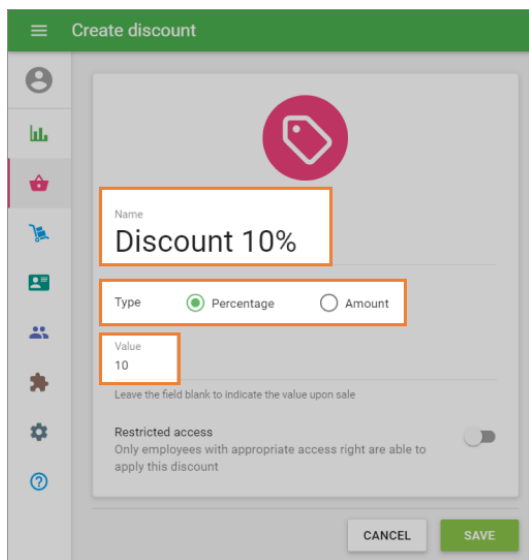 Create discount
Name
Discount 10%
Type Percentage Amount
Value
10
Leave the field blank to indicate the value upon sale
Restricted access
Only employees with appropriate access right are able to
apply this discount
CANCEL SAVE